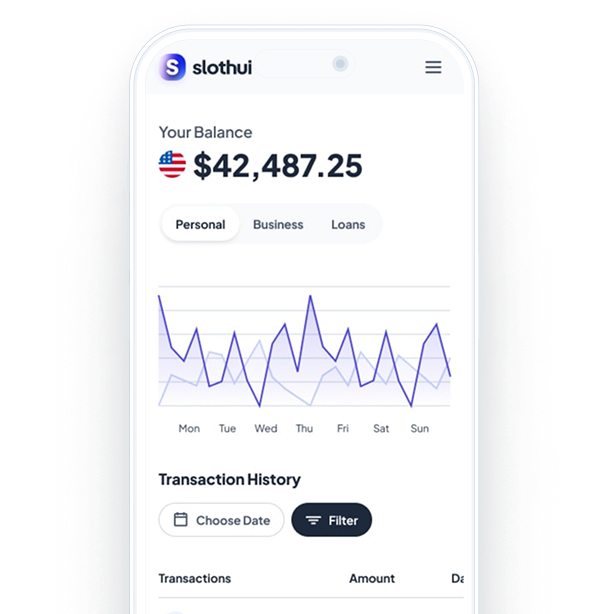 S slothui
Your Balance
$42,487.25
Personal Business Loans
Mon Tue Wed Thu Fri Sat Sun
Transaction History
Choose Date Filter
Transactions Amount Da